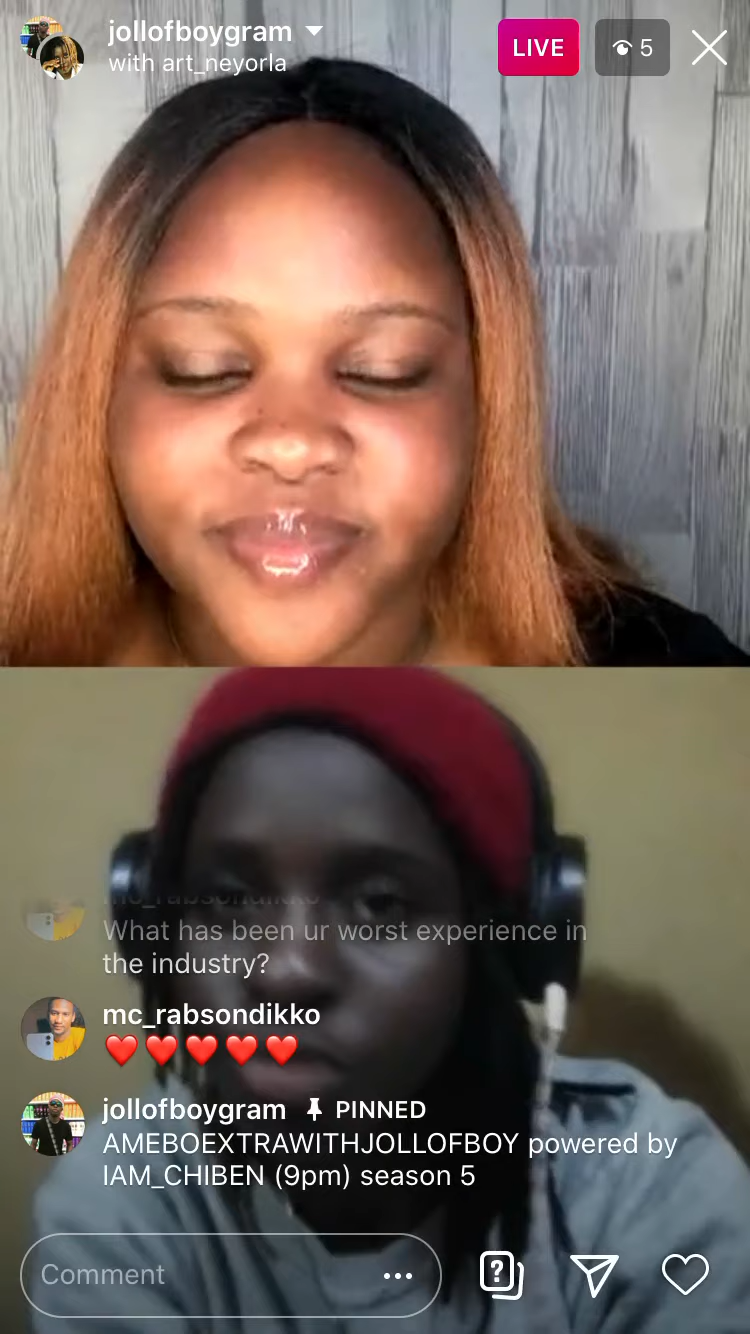 jollofboygram
with art_neyorla
LIVE
5
mc_rabsondikko
What has been ur worst experience in
the industry?
mc_rabsondikko
❤️❤️❤️❤️❤️
jollofboygram PINNED
AMEBOEXTRAWITHJOLLOFBOY powered by
IAM_CHIBEN (9pm) season 5
Comment